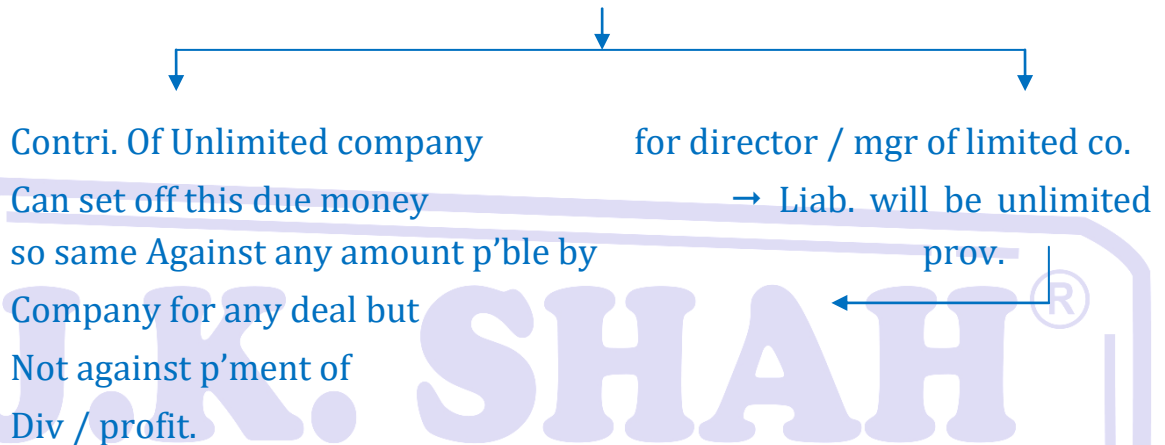 Contri. Of Unlimited company
Can set off this due money
so same Against any amount p'ble by
Company for any deal but
Not against p'ment of
Div / profit.
for director / mgr of limited co.
→ Liab. will be unlimited
prov.
J.K. SHAH®